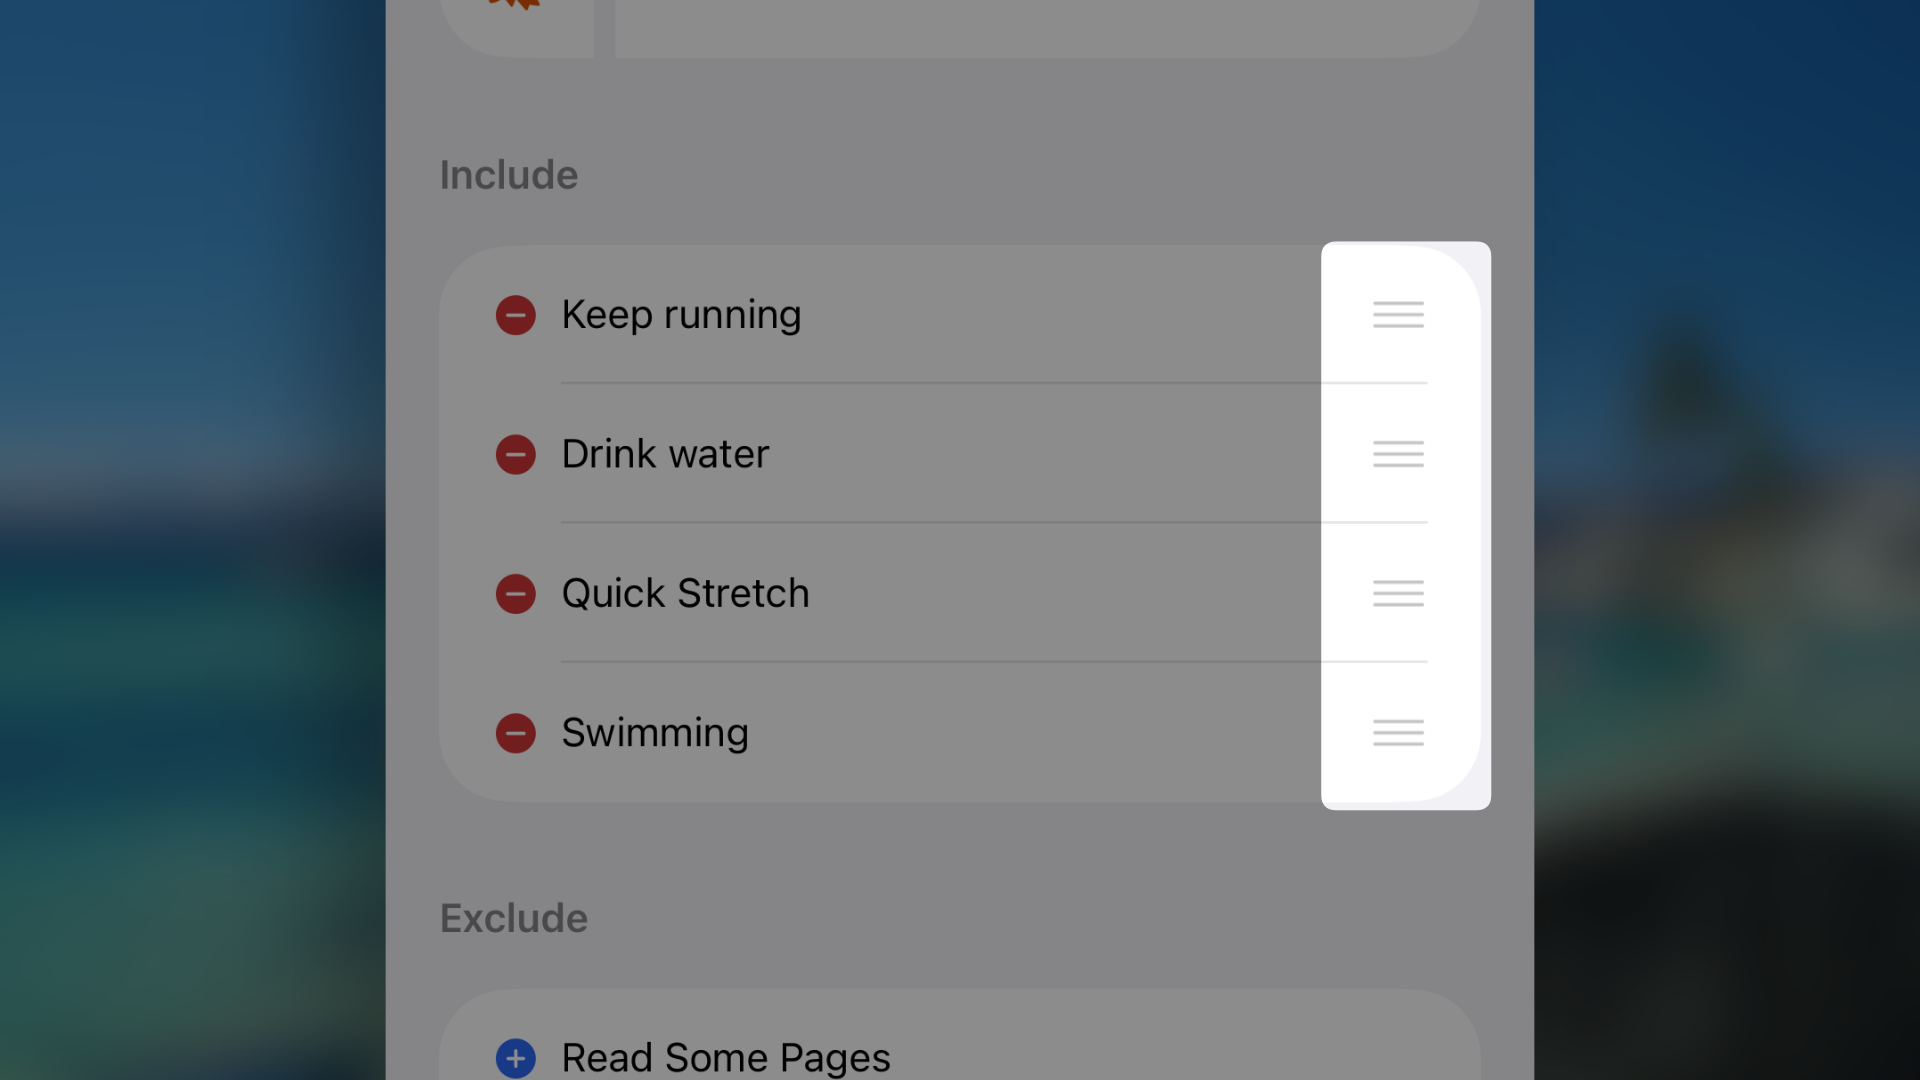 Include
Keep running
Drink water
Quick Stretch
Swimming
Exclude
Read Some Pages